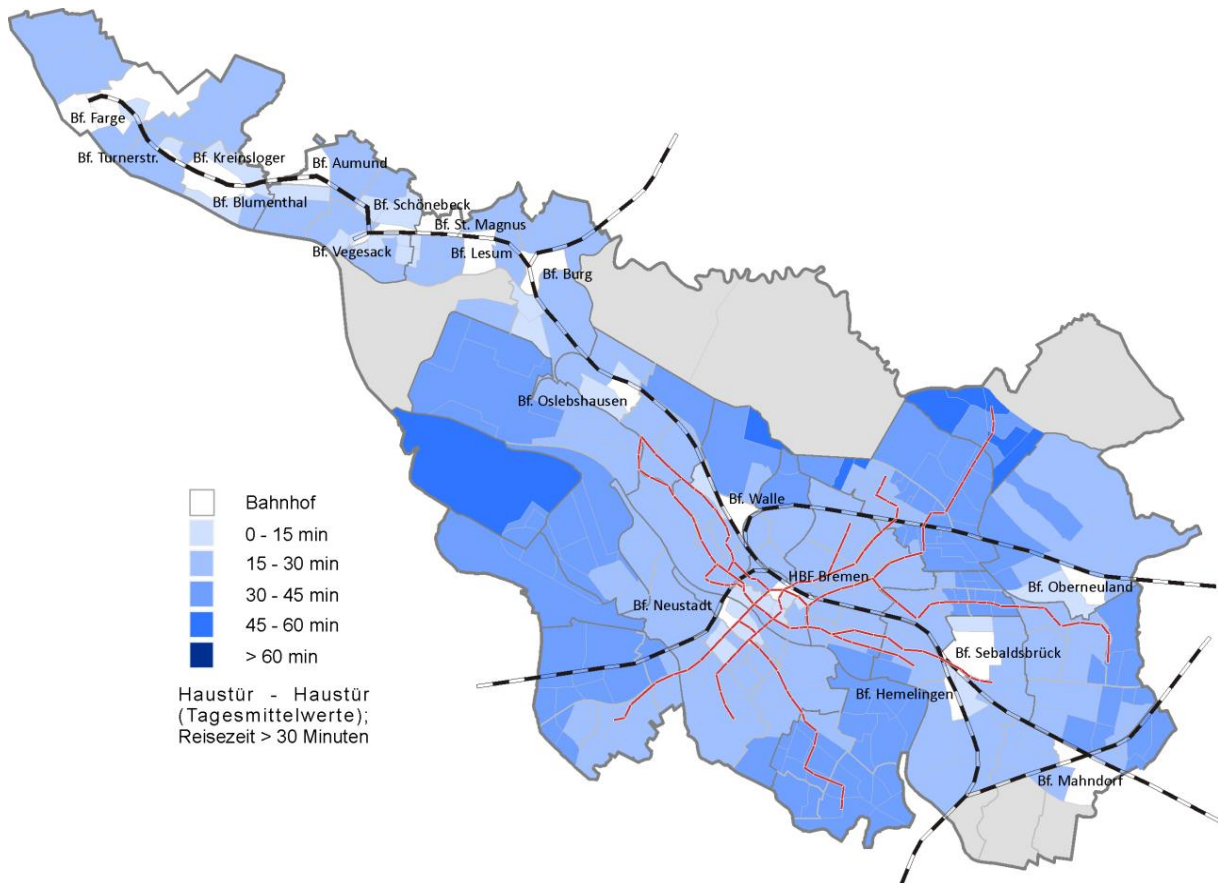 Bf. Farge
Bf. Turnerstr.
Bf. Kreinsloger
Bf. Aumund
Bf. Blumenthal
Bf. Schönebeck
Bf. St. Magnus
Bf. Vegesack
Bf. Lesum
Bf. Burg
Bf. Oslebshausen
Bf. Walle
HBF Bremen
Bf. Neustadt
Bf. Oberneuland
Bf. Sebaldsbrück
Bf. Hemelingen
Bf. Mahndorf
Bahnhof
0 - 15 min
15 - 30 min
30 - 45 min
45 - 60 min
> 60 min
Haustür - Haustür
(Tagesmittelwerte);
Reisezeit > 30 Minuten